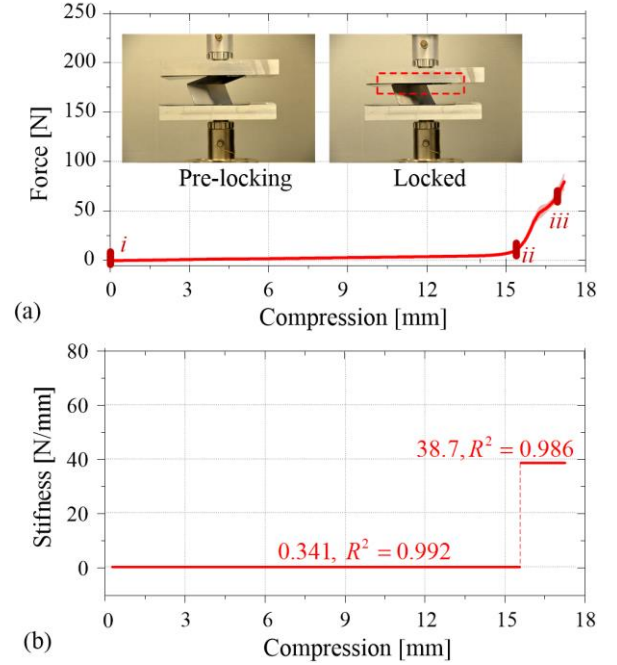 250
200
150
100
50
0
Force [N]
Pre-locking
Locked
i
ii
iii
0 3 6 9 12 15 18
(a)
Compression [mm]
80
60
40
20
0
Stifness [N/mm]
38.7, R² = 0.986
0.341, R² = 0.992
0 3 6 9 12 15 18
(b)
Compression [mm]